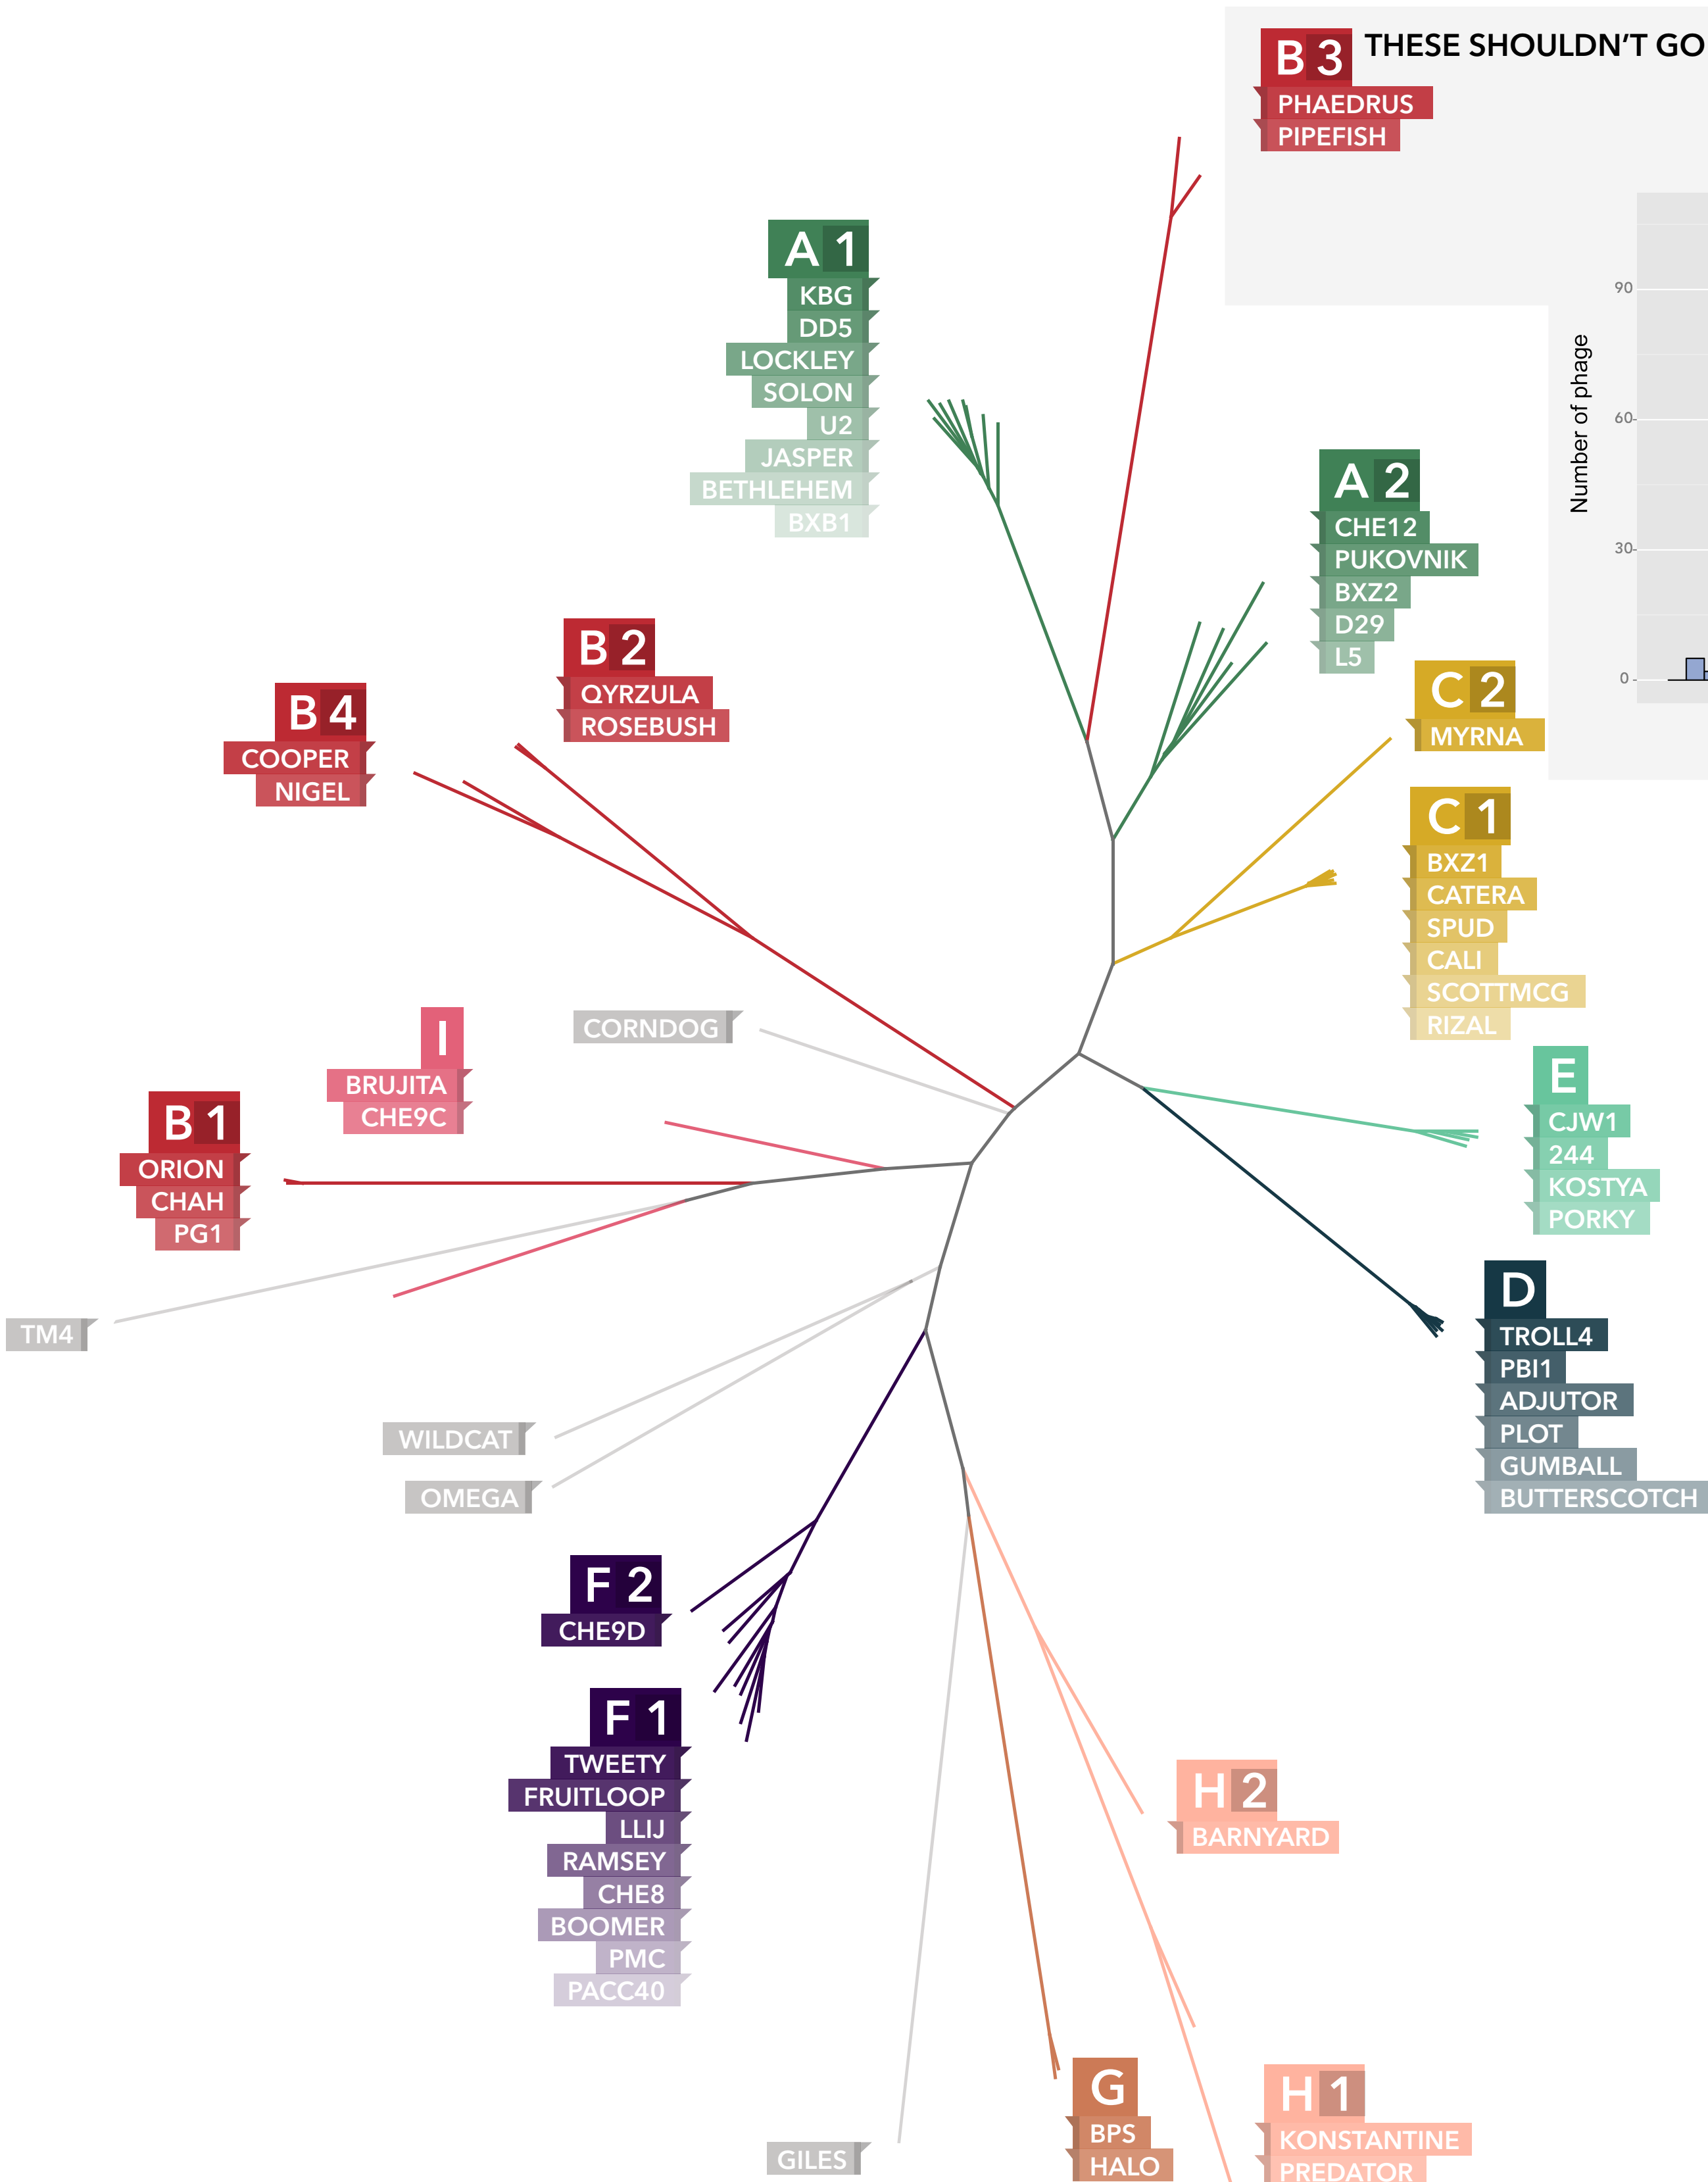 B 3
THESE SHOULDN'T GO
PHAEDRUS
PIPEFISH
A 1
KBG
DD5
LOCKLEY
SOLON
U2
JASPER
BETHLEHEM
BXB1
90
60
30
0
Number of phage
A 2
CHE12
PUKOVNIK
BXZ2
D29
L5
B 2
QYRZULA
ROSEBUSH
B 4
COOPER
NIGEL
C 2
MYRNA
C 1
BXZ1
CATERA
SPUD
CALI
SCOTTMCG
RIZAL
CORNDOG
I
BRUJITA
CHE9C
B 1
ORION
CHAH
PG1
E
CJW1
244
KOSTYA
PORKY
D
TROLL4
PBI1
ADJUTOR
PLOT
GUMBALL
BUTTERSCOTCH
TM4
WILDCAT
OMEGA
F 2
CHE9D
F 1
TWEETY
FRUITLOOP
LLIJ
RAMSEY
CHE8
BOOMER
PMC
PACC40
H 2
BARNYARD
G
BPS
HALO
H 1
KONSTANTINE
PREDATOR
GILES